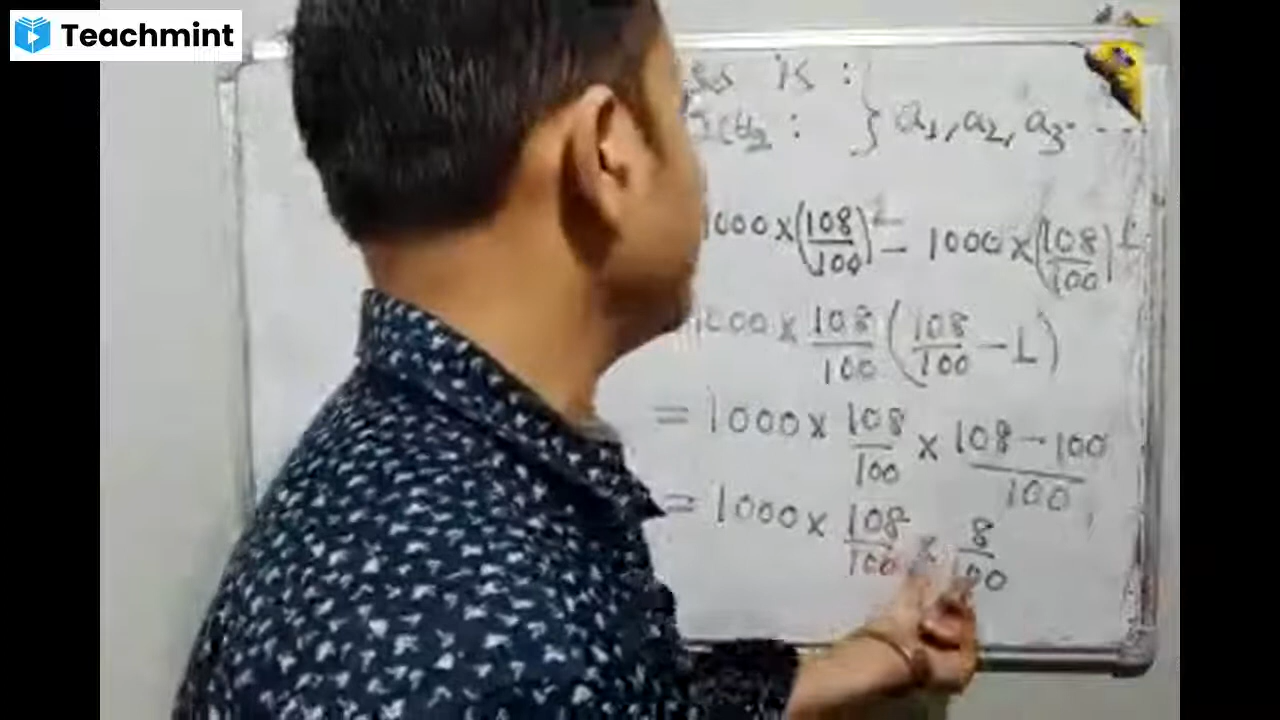 Teachmint
is :
: } a₁, a₂, a₃ ----
1000 × (108/100)² - 1000 × (108/100)¹
1000 × 108/100 (108/100 - 1)
= 1000 × 108/100 × 108 - 100/100
= 1000 × 108/100 × 8/100